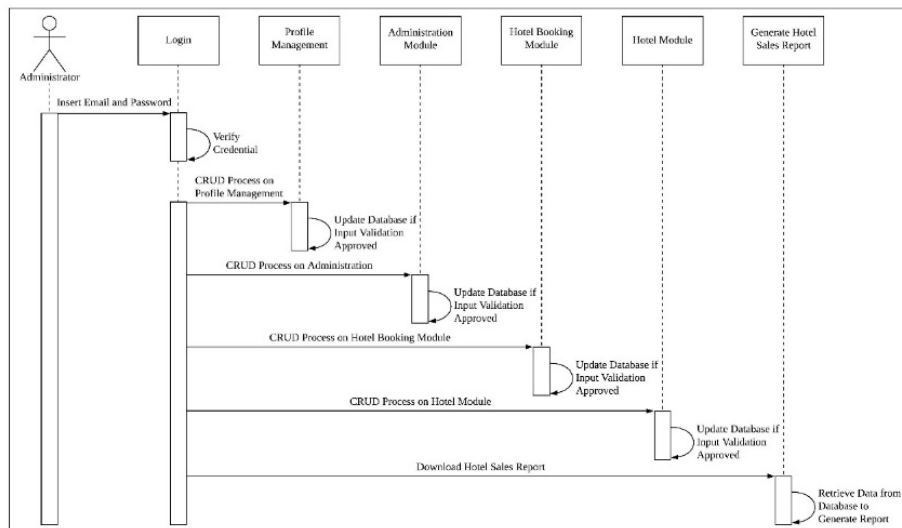 Administrator
Login
Profile
Management
Administration
Module
Hotel Booking
Module
Hotel Module
Generate Hotel
Sales Report
Insert Email and Password
Verify
Credential
CRUD Process on
Profile Management
Update Database if
Input Validation
Approved
CRUD Process on Administration
Update Database if
Input Validation
Approved
CRUD Process on Hotel Booking Module
Update Database if
Input Validation
Approved
CRUD Process on Hotel Module
Update Database if
Input Validation
Approved
Download Hotel Sales Report
Retrieve Data from
Database to
Generate Report